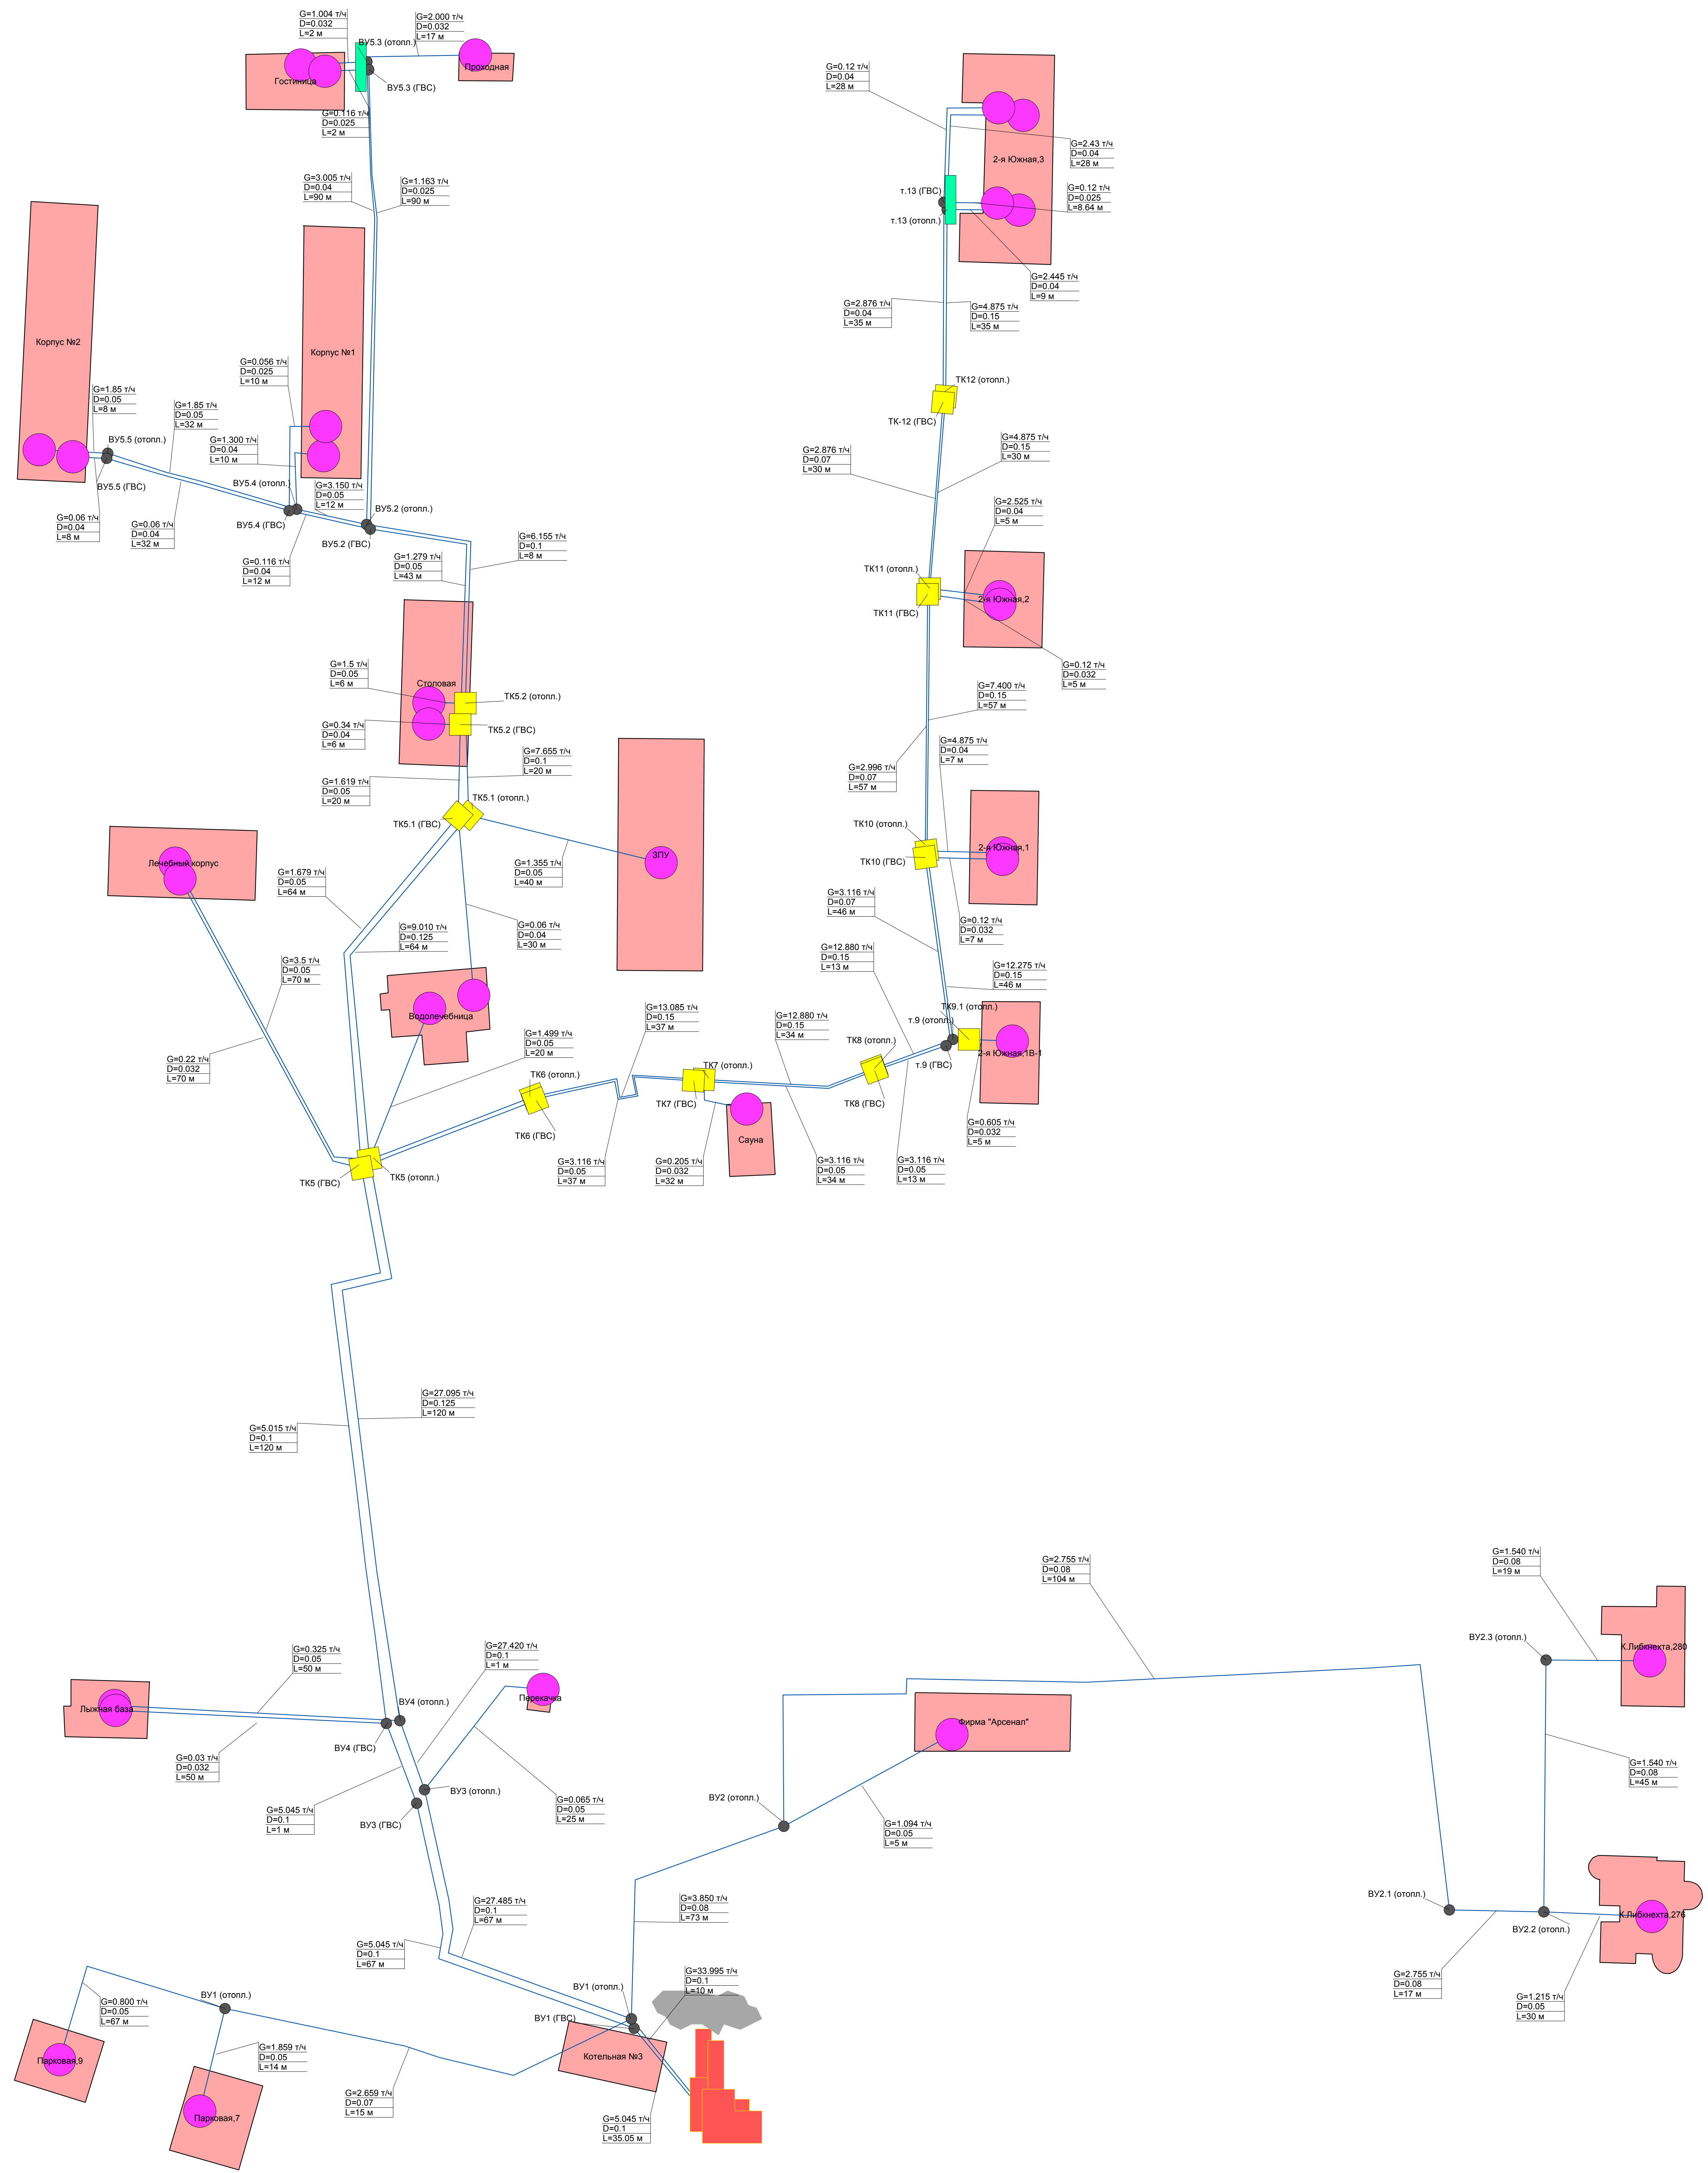 G=1.004 т/ч
D=0.032
L=2 м
G=2.000 т/ч
D=0.032
L=17 м
ВУ5.3 (отопл.)
Проходная
Гостиница
ВУ5.3 (ГВС)
G=0.116 т/ч
D=0.025
L=2 м
G=0.12 т/ч
D=0.04
L=28 м
G=2.43 т/ч
D=0.04
L=28 м
2-я Южная,3
G=3.005 т/ч
D=0.04
L=90 м
G=1.163 т/ч
D=0.025
L=90 м
т.13 (ГВС)
G=0.12 т/ч
D=0.025
L=8.64 м
т.13 (отопл.)
G=2.445 т/ч
D=0.04
L=9 м
G=2.876 т/ч
D=0.04
L=35 м
G=4.875 т/ч
D=0.15
L=35 м
Корпус №2
Корпус №1
G=0.056 т/ч
D=0.025
L=10 м
ТК12 (отопл.)
ТК-12 (ГВС)
G=1.85 т/ч
D=0.05
L=8 м
G=1.85 т/ч
D=0.05
L=32 м
ВУ5.5 (отопл.)
G=1.300 т/ч
D=0.04
L=10 м
G=2.876 т/ч
D=0.07
L=30 м
G=4.875 т/ч
D=0.15
L=30 м
ВУ5.5 (ГВС)
ВУ5.4 (отопл.)
G=3.150 т/ч
D=0.05
L=12 м
ВУ5.2 (отопл.)
G=2.525 т/ч
D=0.04
L=5 м
G=0.06 т/ч
D=0.04
L=8 м
G=0.06 т/ч
D=0.04
L=32 м
ВУ5.4 (ГВС)
ВУ5.2 (ГВС)
G=6.155 т/ч
D=0.1
L=8 м
G=1.279 т/ч
D=0.05
L=43 м
G=0.116 т/ч
D=0.04
L=12 м
ТК11 (отопл.)
2-я Южная,2
ТК11 (ГВС)
G=1.5 т/ч
D=0.05
L=6 м
Столовая
ТК5.2 (отопл.)
G=0.12 т/ч
D=0.032
L=5 м
G=7.400 т/ч
D=0.15
L=57 м
G=0.34 т/ч
D=0.04
L=6 м
ТК5.2 (ГВС)
G=7.655 т/ч
D=0.1
L=20 м
G=4.875 т/ч
D=0.04
L=7 м
G=1.619 т/ч
D=0.05
L=20 м
G=2.996 т/ч
D=0.07
L=57 м
ТК5.1 (отопл.)
ТК5.1 (ГВС)
ТК10 (отопл.)
2-я Южная,1
ЗПУ
Лечебный корпус
ТК10 (ГВС)
G=1.679 т/ч
D=0.05
L=64 м
G=1.355 т/ч
D=0.05
L=40 м
G=3.116 т/ч
D=0.07
L=46 м
G=9.010 т/ч
D=0.125
L=64 м
G=0.06 т/ч
D=0.04
L=30 м
G=0.12 т/ч
D=0.032
L=7 м
G=3.5 т/ч
D=0.05
L=70 м
G=12.880 т/ч
D=0.15
L=13 м
G=12.275 т/ч
D=0.15
L=46 м
Водолечебница
G=13.085 т/ч
D=0.15
L=37 м
G=12.880 т/ч
D=0.15
L=34 м
ТК9.1 (отопл.)
т.9 (отопл.)
G=1.499 т/ч
D=0.05
L=20 м
ТК8 (отопл.)
2-я Южная,1В-1
т.9 (ГВС)
G=0.22 т/ч
D=0.032
L=70 м
ТК6 (отопл.)
ТК7 (отопл.)
ТК7 (ГВС)
ТК8 (ГВС)
ТК6 (ГВС)
Сауна
G=0.605 т/ч
D=0.032
L=5 м
G=3.116 т/ч
D=0.05
L=37 м
G=0.205 т/ч
D=0.032
L=32 м
G=3.116 т/ч
D=0.05
L=34 м
G=3.116 т/ч
D=0.05
L=13 м
ТК5 (ГВС)
ТК5 (отопл.)
G=27.095 т/ч
D=0.125
L=120 м
G=5.015 т/ч
D=0.1
L=120 м
G=2.755 т/ч
D=0.08
L=104 м
G=1.540 т/ч
D=0.08
L=19 м
G=0.325 т/ч
D=0.05
L=50 м
G=27.420 т/ч
D=0.1
L=1 м
ВУ2.3 (отопл.)
К.Либкнехта,280
Перекачка
Лыжная база
ВУ4 (отопл.)
Фирма "Арсенал"
ВУ4 (ГВС)
G=0.03 т/ч
D=0.032
L=50 м
G=1.540 т/ч
D=0.08
L=45 м
ВУ3 (отопл.)
ВУ2 (отопл.)
G=5.045 т/ч
D=0.1
L=1 м
ВУ3 (ГВС)
G=0.065 т/ч
D=0.05
L=25 м
G=1.094 т/ч
D=0.05
L=5 м
G=27.485 т/ч
D=0.1
L=67 м
G=3.850 т/ч
D=0.08
L=73 м
ВУ2.1 (отопл.)
К.Либкнехта,276
ВУ2.2 (отопл.)
G=5.045 т/ч
D=0.1
L=67 м
G=33.995 т/ч
D=0.1
L=10 м
G=2.755 т/ч
D=0.08
L=17 м
G=1.215 т/ч
D=0.05
L=30 м
ВУ1 (отопл.)
ВУ1 (отопл.)
G=0.800 т/ч
D=0.05
L=67 м
ВУ1 (ГВС)
Котельная №3
G=1.859 т/ч
D=0.05
L=14 м
Парковая,9
G=2.659 т/ч
D=0.07
L=15 м
Парковая,7
G=5.045 т/ч
D=0.1
L=35.05 м